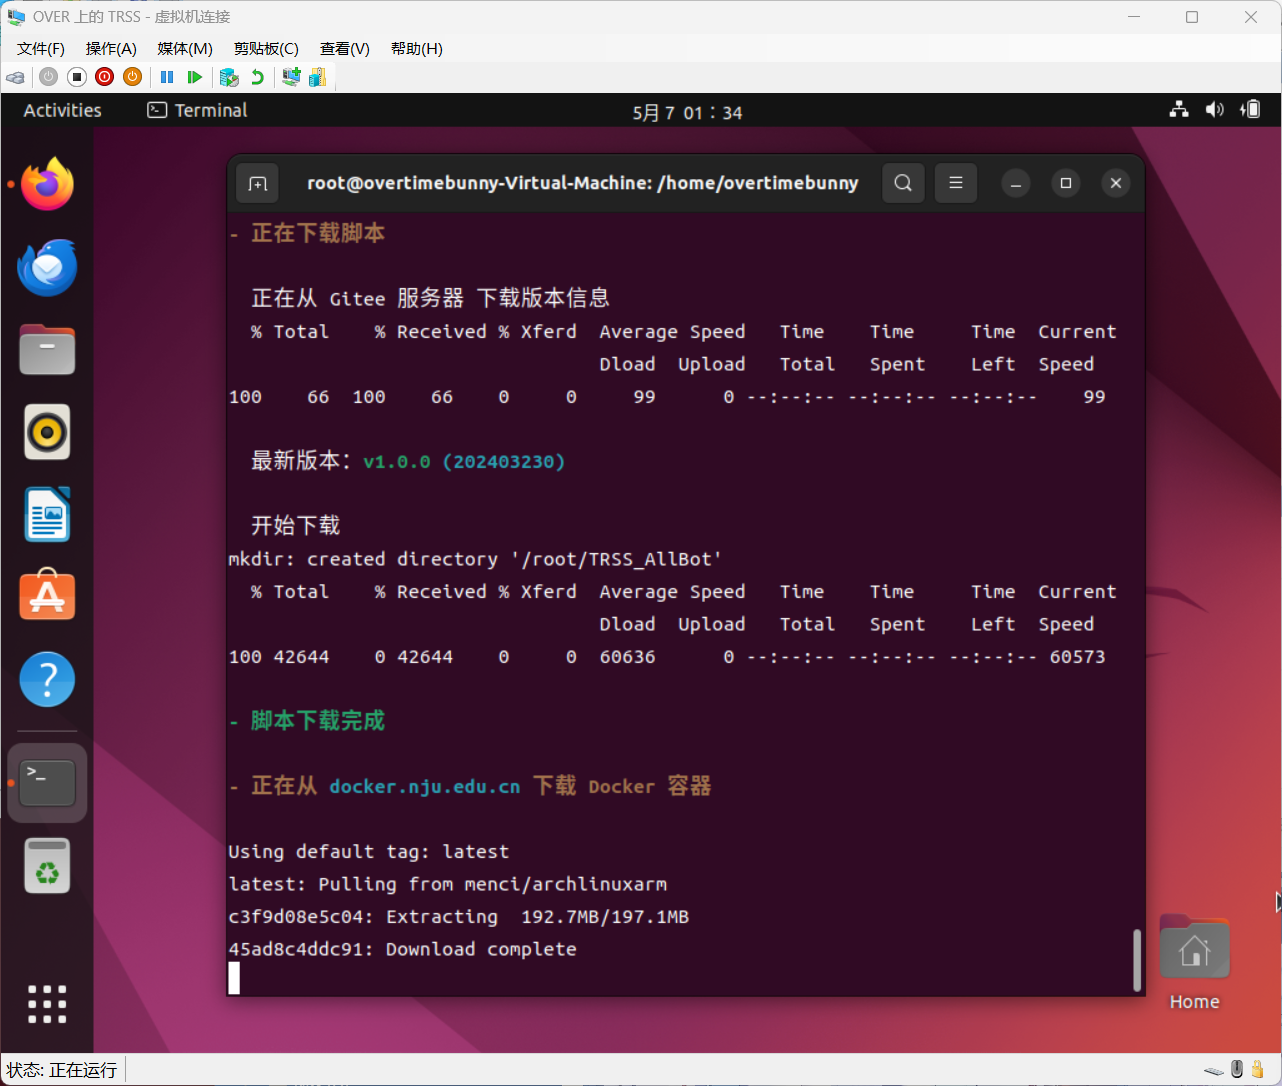 OVER 上的 TRSS - 虚拟机连接
文件(F) 操作(A) 媒体(M) 剪贴板(C) 查看(V) 帮助(H)
Activities Terminal 5月 7 01：34
root@overtimebunny-Virtual-Machine: /home/overtimebunny
- 正在下载脚本
正在从 Gitee 服务器 下载版本信息
% Total % Received % Xferd Average Speed Time Time Time Current
Dload Upload Total Spent Left Speed
100 66 100 66 0 0 99 0 --:--:-- --:--:-- --:--:-- 99
最新版本：v1.0.0 (202403230)
开始下载
mkdir: created directory '/root/TRSS_AllBot'
% Total % Received % Xferd Average Speed Time Time Time Current
Dload Upload Total Spent Left Speed
100 42644 0 42644 0 0 60636 0 --:--:-- --:--:-- --:--:-- 60573
- 脚本下载完成
- 正在从 docker.nju.edu.cn 下载 Docker 容器
Using default tag: latest
latest: Pulling from menci/archlinuxarm
c3f9d08e5c04: Extracting 192.7MB/197.1MB
45ad8c4ddc91: Download complete
Home
状态: 正在运行